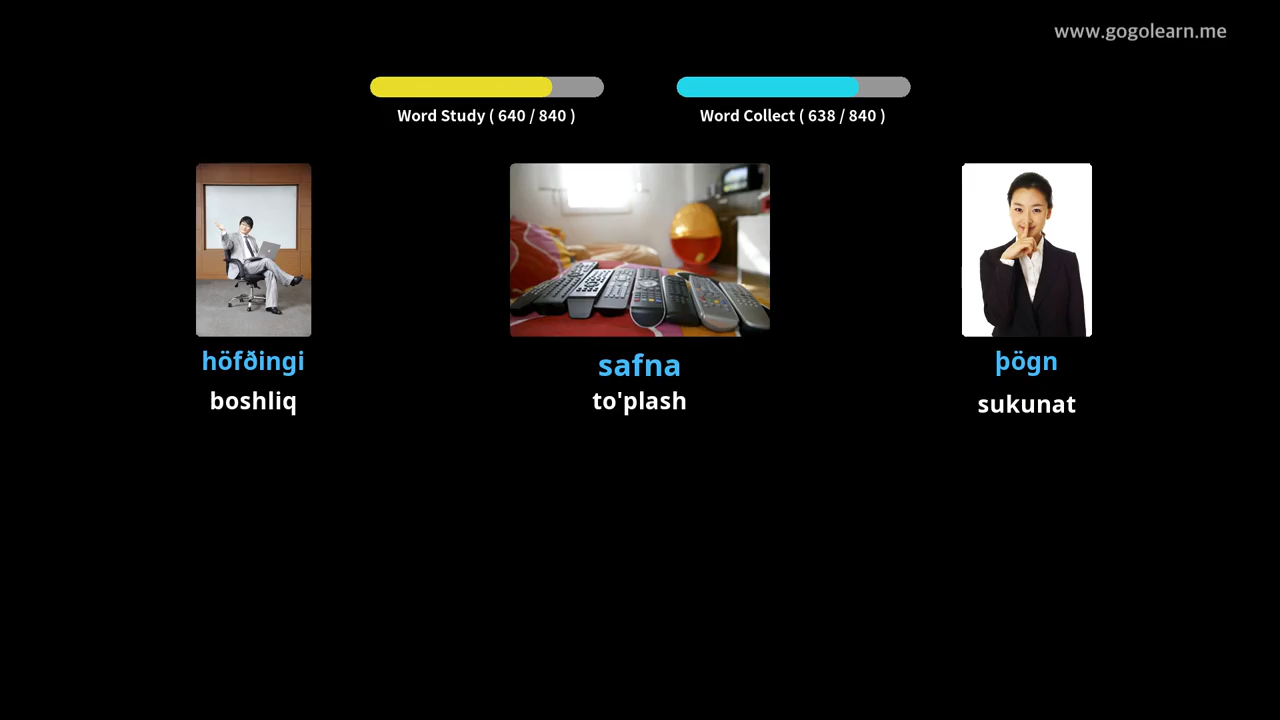 www.gogolearn.me
Word Study ( 640 / 840 )
Word Collect ( 638 / 840 )
höfðingi
boshliq
safna
to'plash
þögn
sukunat